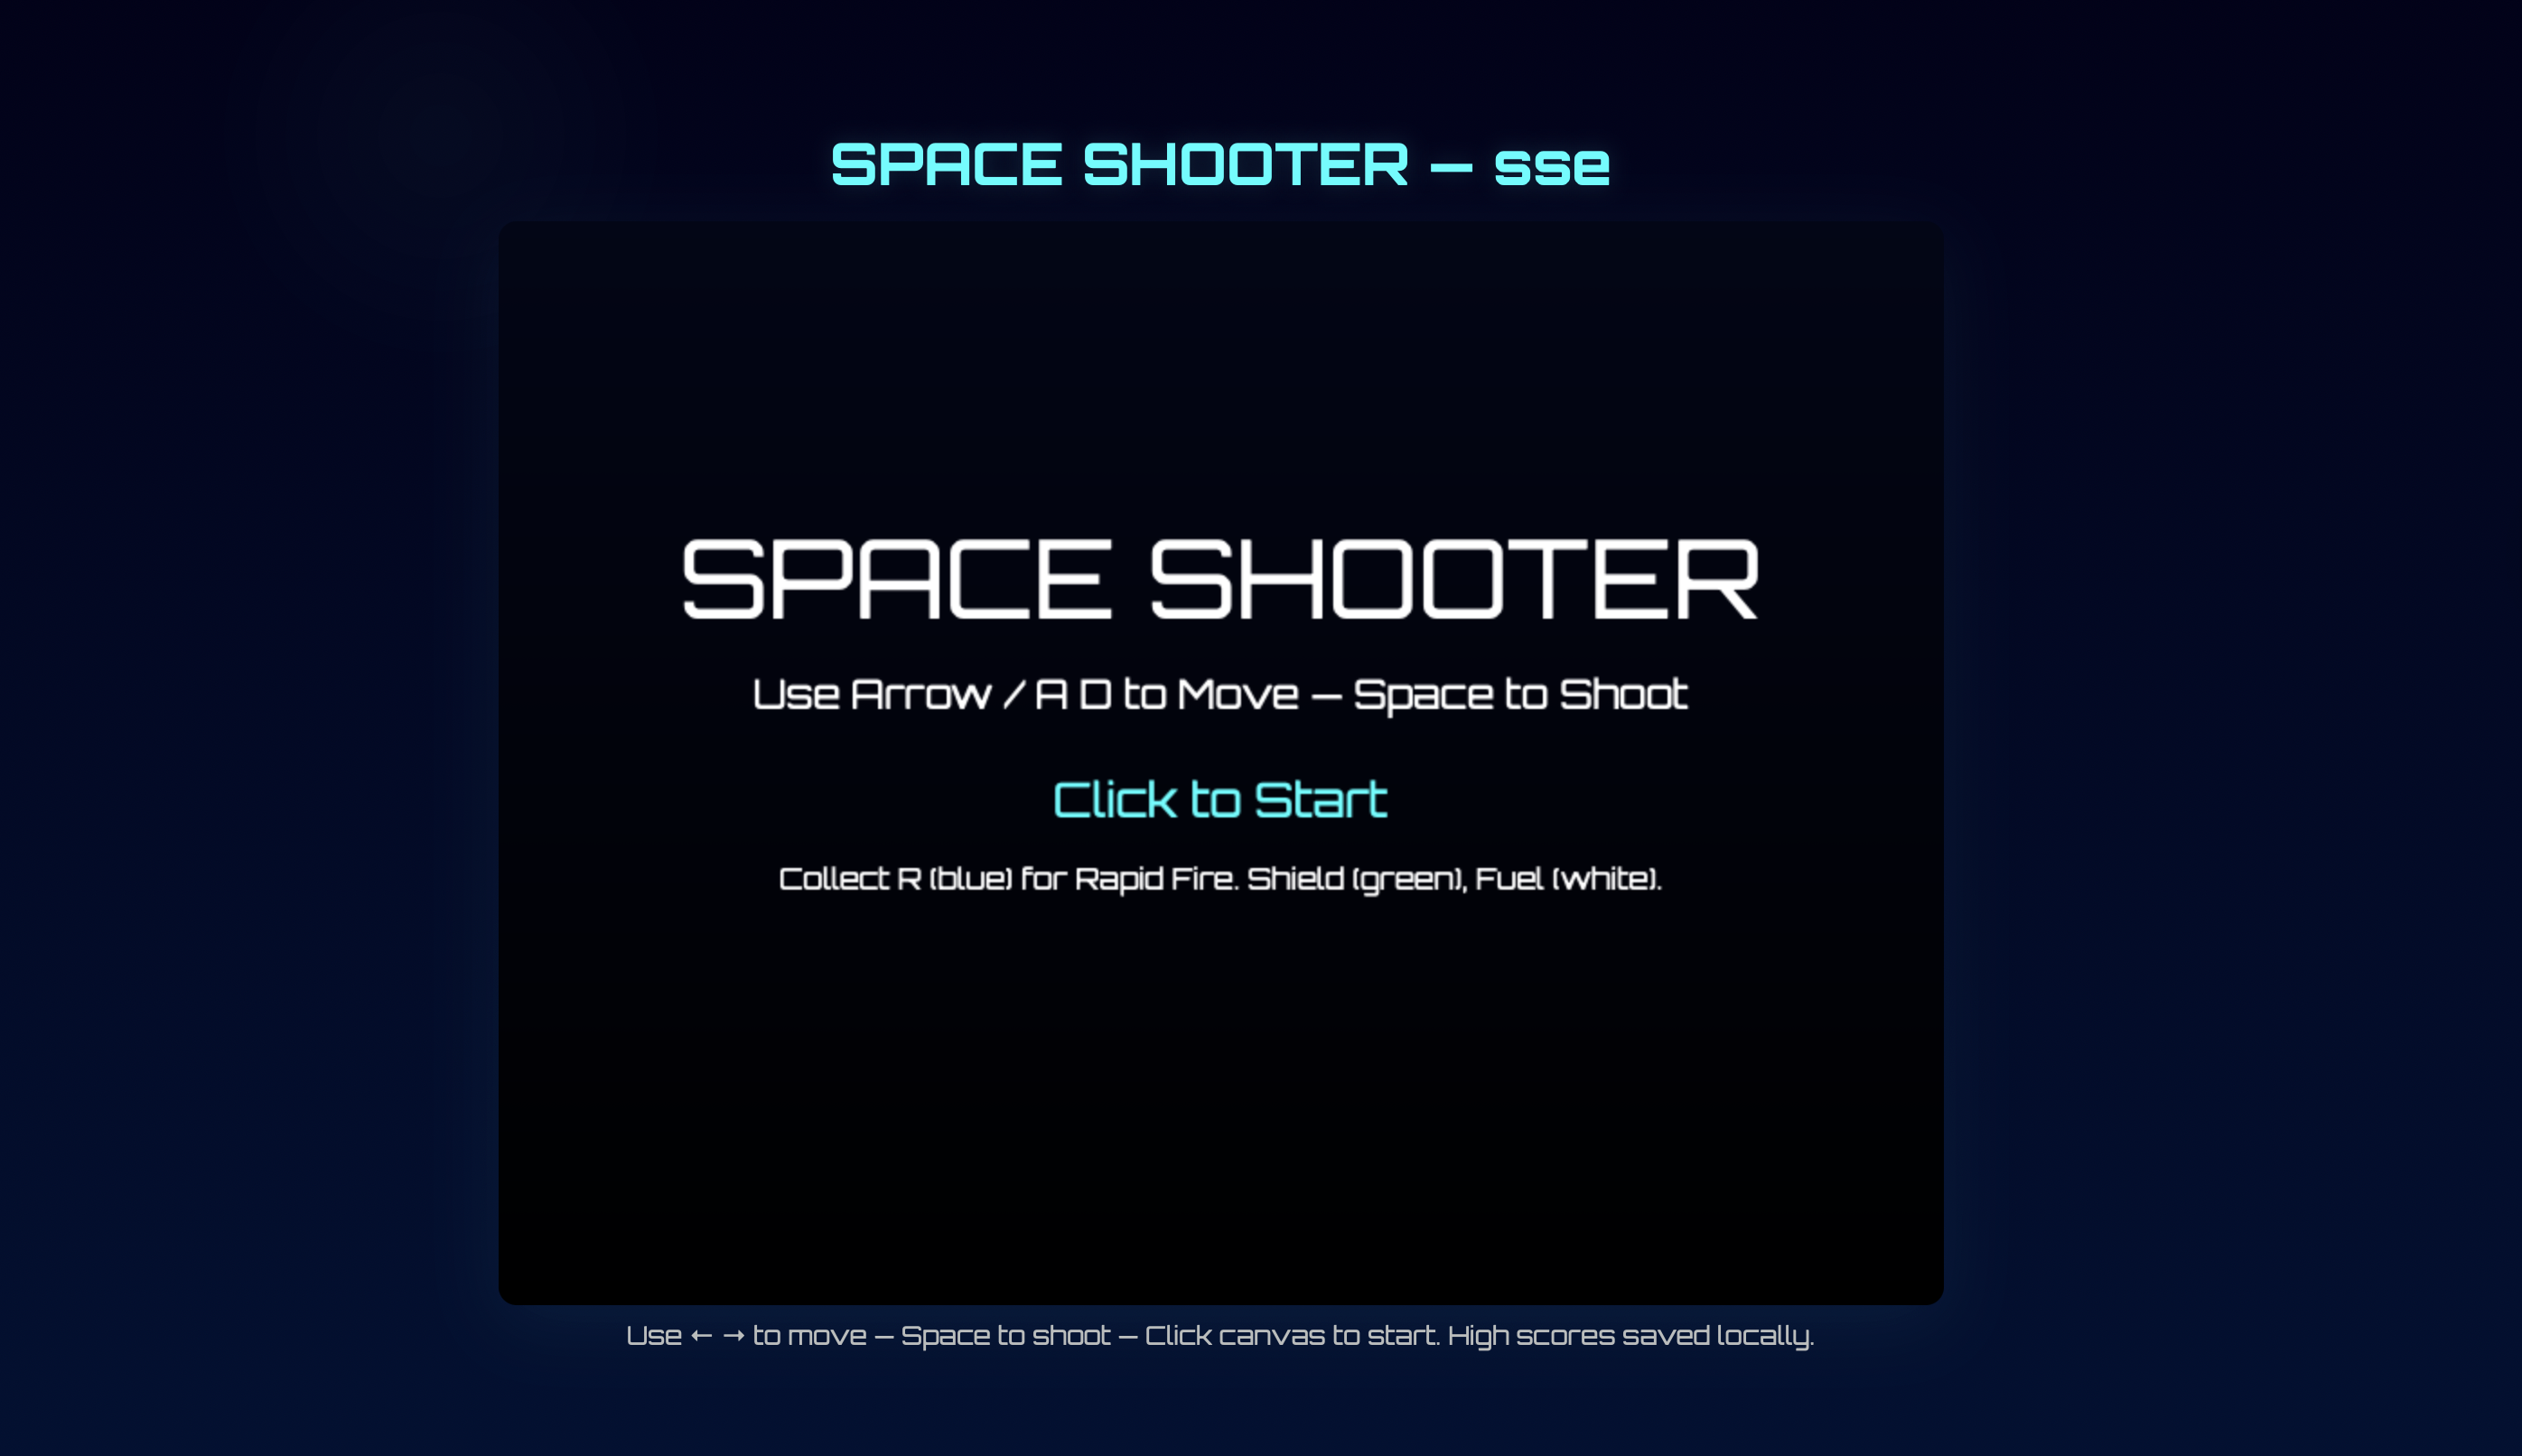 SPACE SHOOTER — sse
SPACE SHOOTER
Use Arrow / A D to Move — Space to Shoot
Click to Start
Collect R (blue) for Rapid Fire. Shield (green), Fuel (white).
Use ← → to move — Space to shoot — Click canvas to start. High scores saved locally.